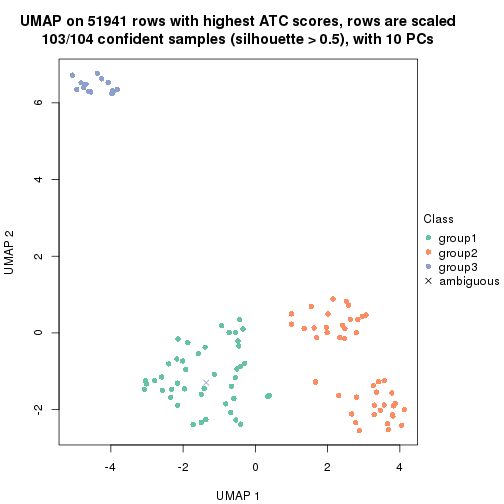 UMAP on 51941 rows with highest ATC scores, rows are scaled
103/104 confident samples (silhouette > 0.5), with 10 PCs
UMAP 2
6
4
2
0
-2
-4
-2
0
2
4
UMAP 1
Class
group1
group2
group3
ambiguous